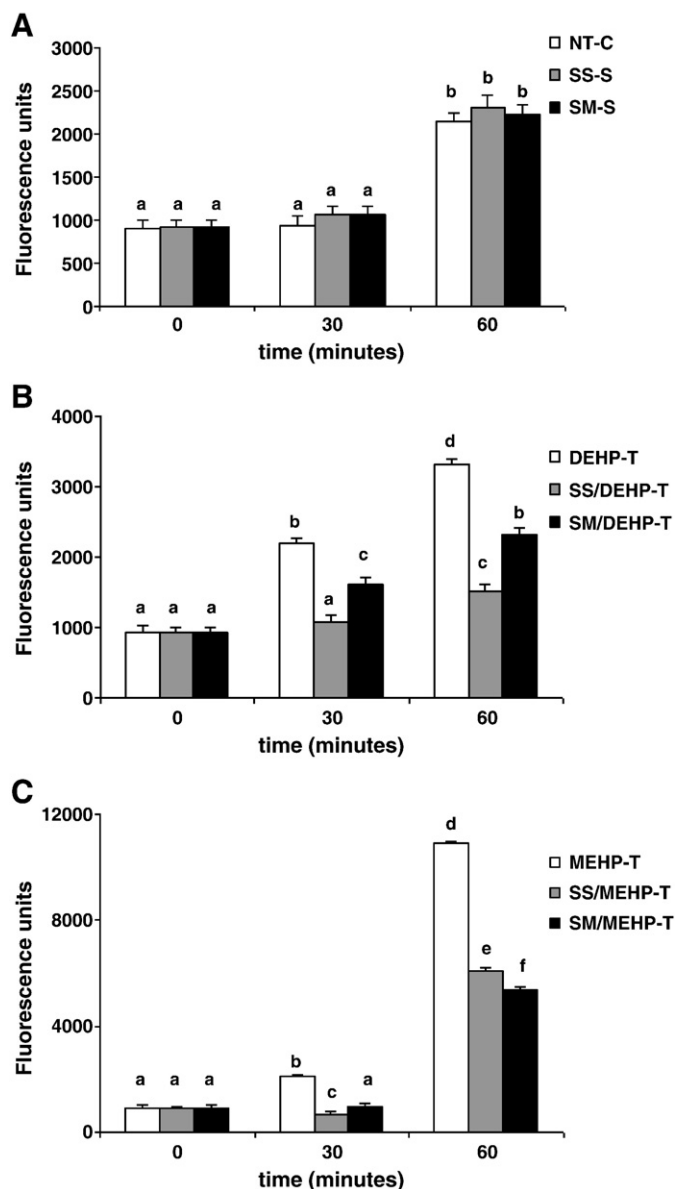 A
3000
2500
2000
1500
1000
500
0
Fluorescence units
a a a
a a a
b b b
0 30 60
time (minutes)
NT-C
SS-S
SM-S
B
4000
3000
2000
1000
0
Fluorescence units
a a a
b a c
d c b
0 30 60
time (minutes)
DEHP-T
SS/DEHP-T
SM/DEHP-T
C
12000
8000
4000
0
Fluorescence units
a a a
b c a
d e f
0 30 60
time (minutes)
MEHP-T
SS/MEHP-T
SM/MEHP-T